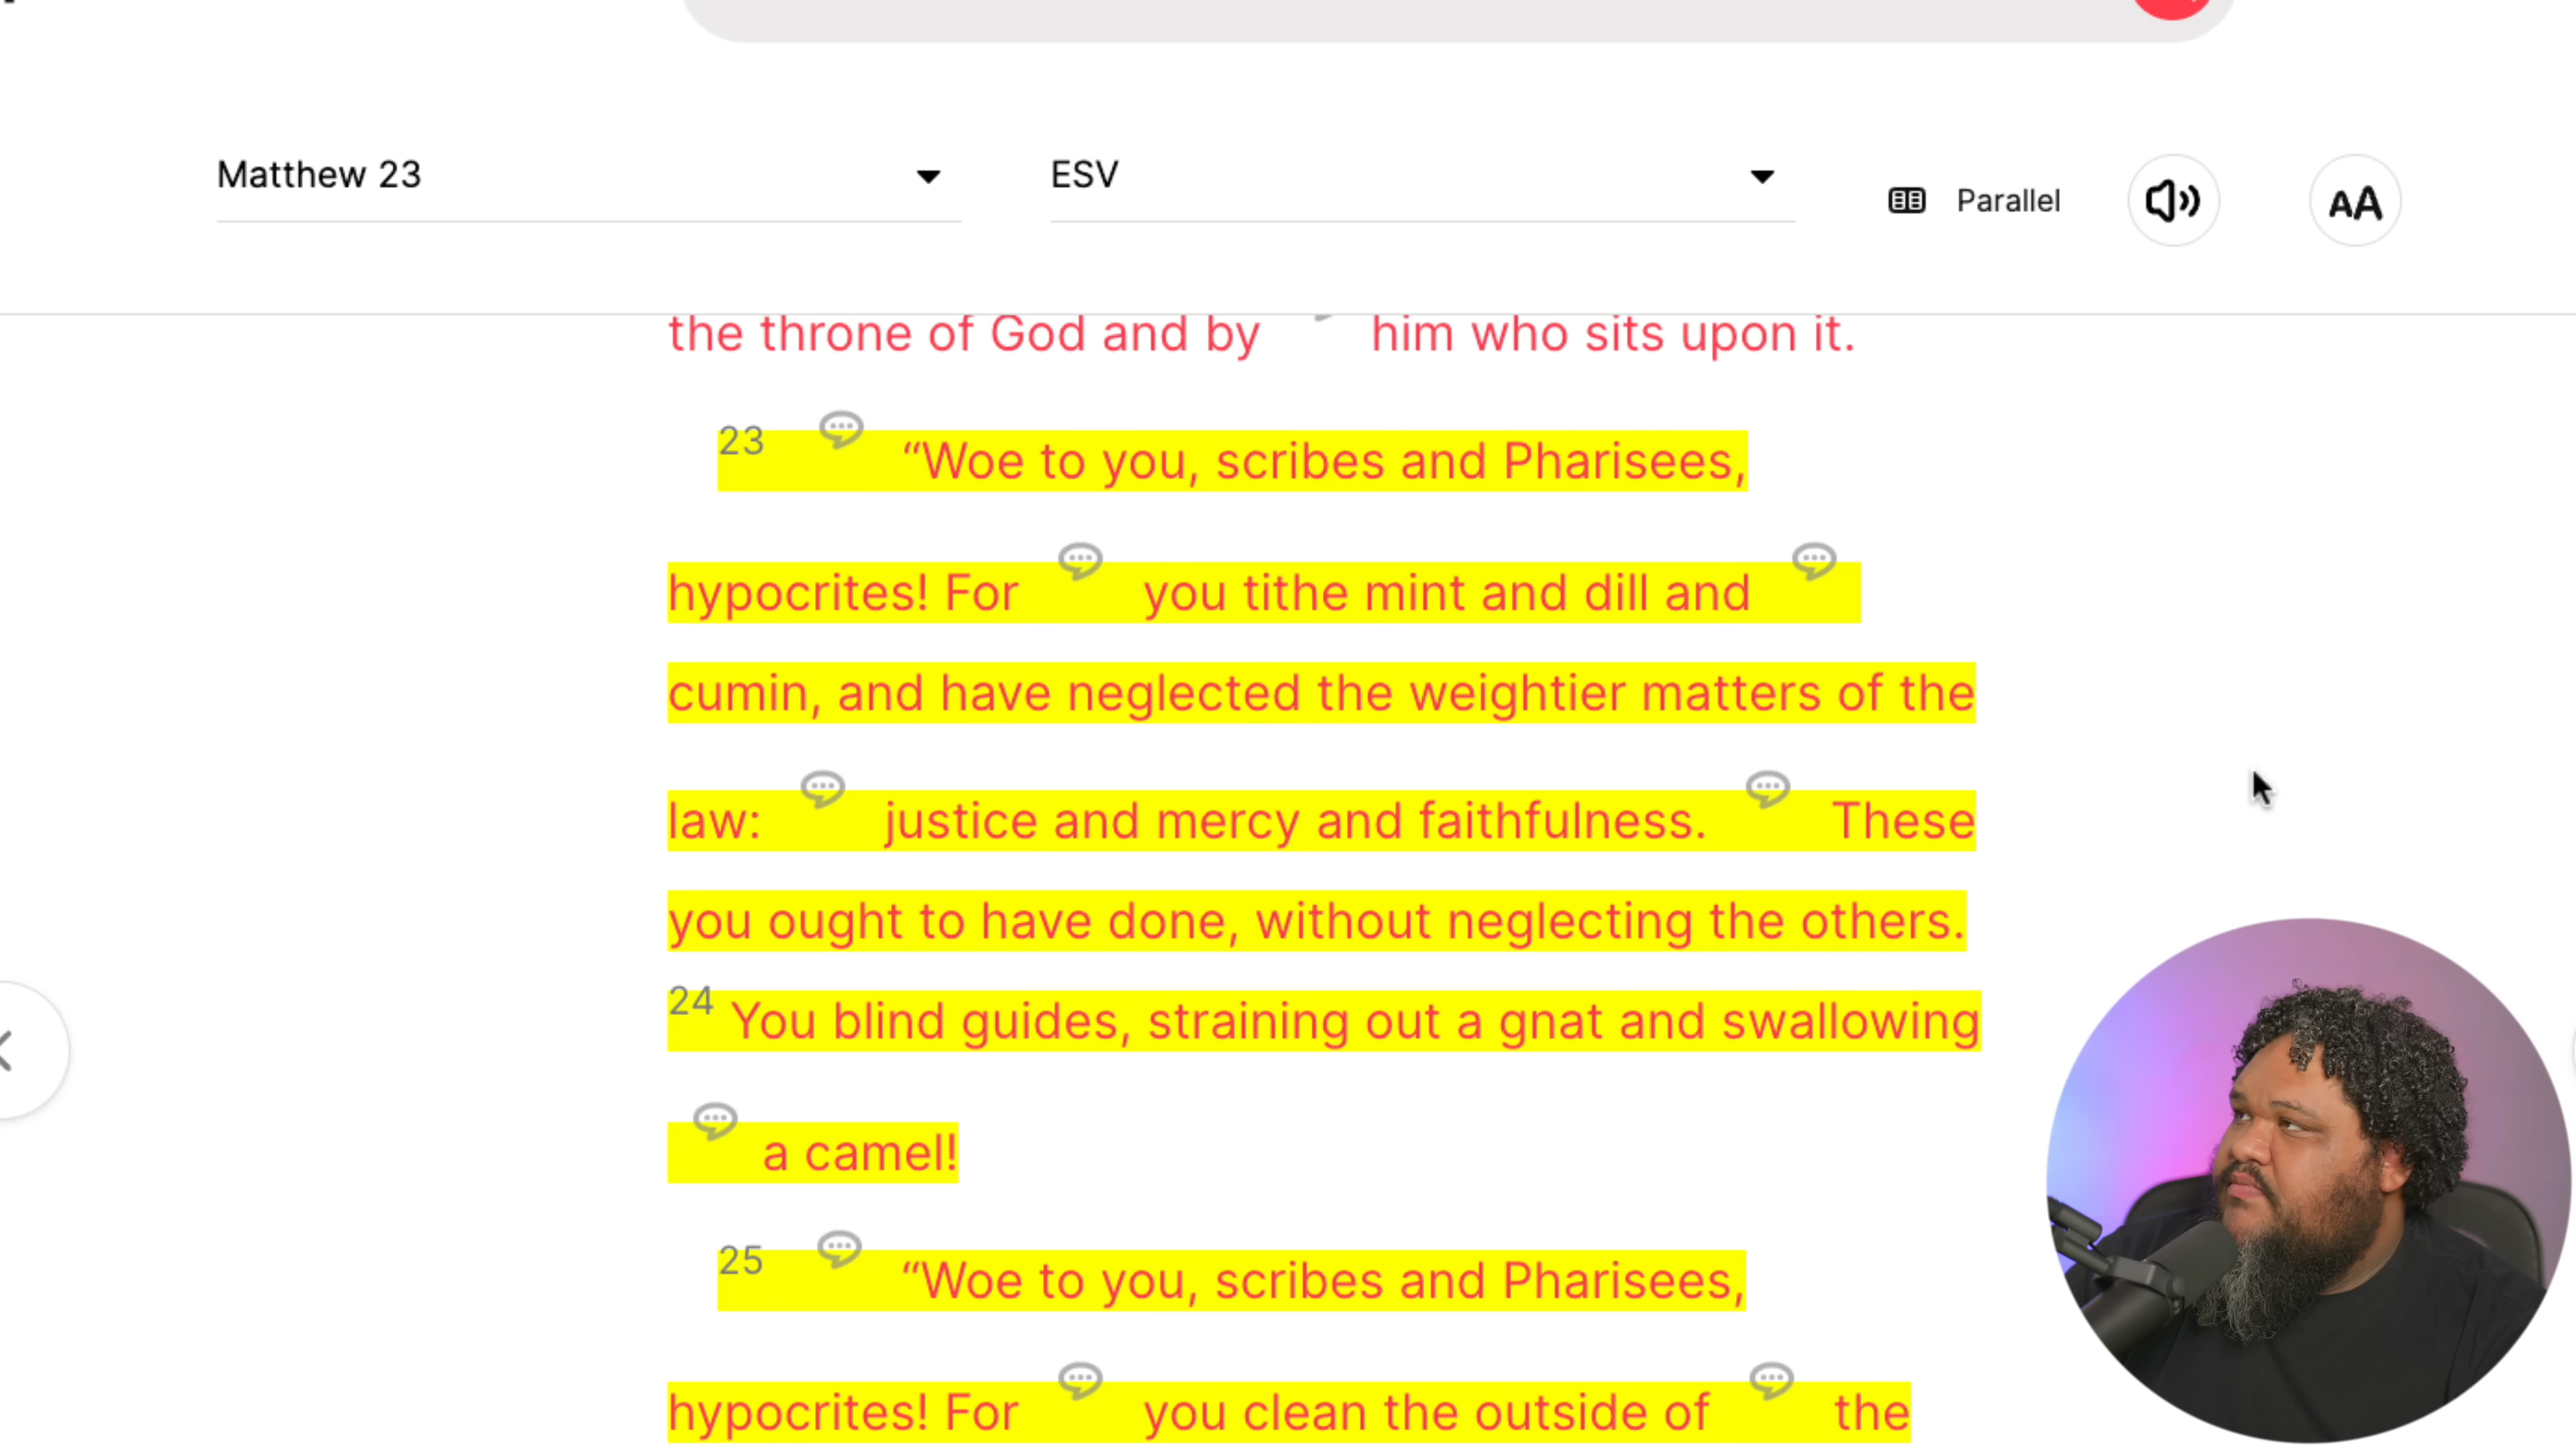 Matthew 23
ESV
Parallel
AA
the throne of God and by him who sits upon it.
23 “Woe to you, scribes and Pharisees,
hypocrites! For you tithe mint and dill and
cumin, and have neglected the weightier matters of the
law: justice and mercy and faithfulness. These
you ought to have done, without neglecting the others.
24 You blind guides, straining out a gnat and swallowing
a camel!
25 “Woe to you, scribes and Pharisees,
hypocrites! For you clean the outside of the